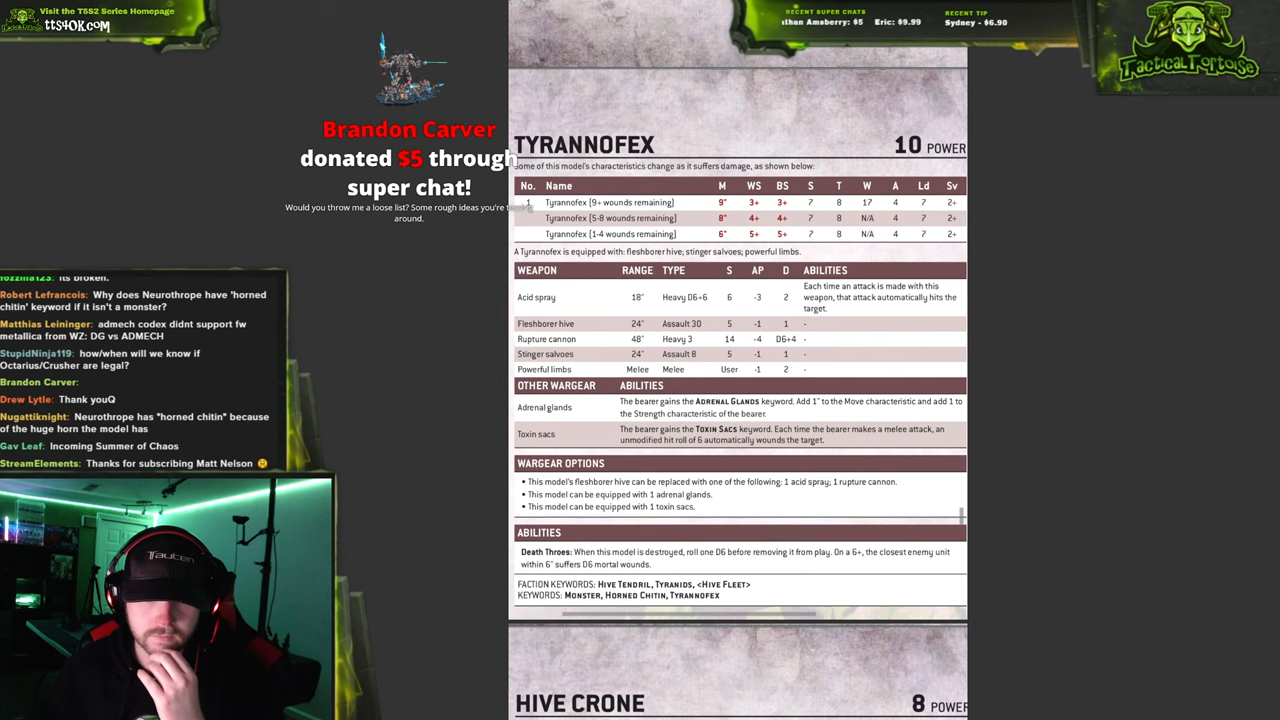 Visit the T5S2 Series Homepage
tts40k.com
RECENT SUPER CHATS
than Amsberry: $5 Eric: $9.99
RECENT TIP
Sydney - $6.90
TacticalTortoise
Brandon Carver
donated $5 through
super chat!
Would you throw me a loose list? Some rough ideas you're
around.
Its broken.
Robert Lefrancois: Why does Neurothrope have 'horned
chitin' keyword if it isn't a monster?
Matthias Leininger: admech codex didnt support fw
metallica from WZ: DG vs ADMECH
StupidNinja119: how/when will we know if
Octarius/Crusher are legal?
Brandon Carver:
Drew Lytle: Thank youQ
Nugattiknight: Neurothrope has "horned chitin" because
of the huge horn the model has
Gav Leaf: Incoming Summer of Chaos
StreamElements: Thanks for subscribing Matt Nelson
Tauten
TYRANNOFEX 10 POWER
Some of this model's characteristics change as it suffers damage, as shown below:
No. Name M WS BS S T W A Ld Sv
1 Tyrannofex (9+ wounds remaining) 9" 3+ 3+ 7 8 17 4 7 2+
Tyrannofex (5-8 wounds remaining) 8" 4+ 4+ 7 8 N/A 4 7 2+
Tyrannofex (1-4 wounds remaining) 6" 5+ 5+ 7 8 N/A 4 7 2+
A Tyrannofex is equipped with: fleshborer hive; stinger salvoes; powerful limbs.
WEAPON RANGE TYPE S AP D ABILITIES
Acid spray 18" Heavy D6+6 6 -3 2 Each time an attack is made with this
weapon, that attack automatically hits the
target.
Fleshborer hive 24" Assault 30 5 -1 1 -
Rupture cannon 48" Heavy 3 14 -4 D6+4 -
Stinger salvoes 24" Assault 8 5 -1 1 -
Powerful limbs Melee Melee User -1 2 -
OTHER WARGEAR ABILITIES
Adrenal glands The bearer gains the ADRENAL GLANDS keyword. Add 1" to the Move characteristic and add 1 to
the Strength characteristic of the bearer.
Toxin sacs The bearer gains the TOXIN SACS keyword. Each time the bearer makes a melee attack, an
unmodified hit roll of 6 automatically wounds the target.
WARGEAR OPTIONS
• This model's fleshborer hive can be replaced with one of the following: 1 acid spray; 1 rupture cannon.
• This model can be equipped with 1 adrenal glands.
• This model can be equipped with 1 toxin sacs.
ABILITIES
Death Throes: When this model is destroyed, roll one D6 before removing it from play. On a 6+, the closest enemy unit
within 6" suffers D6 mortal wounds.
FACTION KEYWORDS: HIVE TENDRIL, TYRANIDS, <HIVE FLEET>
KEYWORDS: MONSTER, HORNED CHITIN, TYRANNOFEX
HIVE CRONE 8 POWER